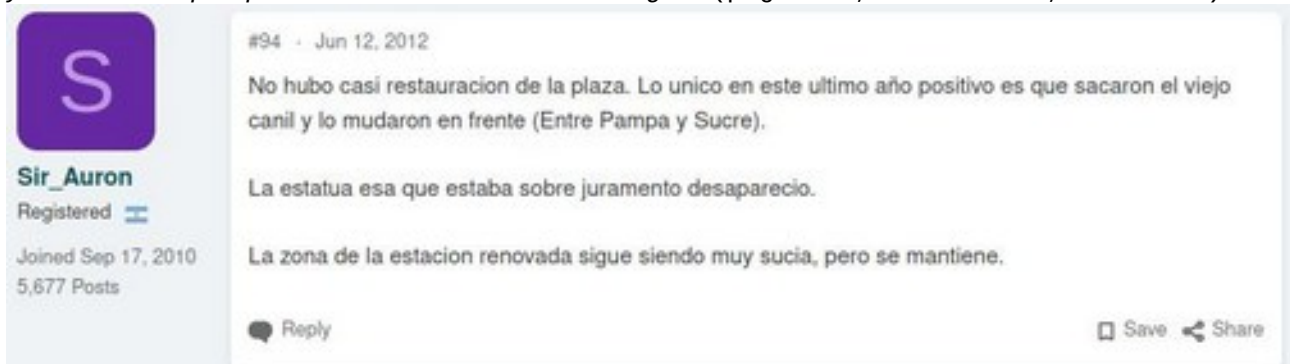 S
Sir_Auron
Registered
Joined Sep 17, 2010
5,677 Posts
#94 · Jun 12, 2012
No hubo casi restauracion de la plaza. Lo unico en este ultimo año positivo es que sacaron el viejo
canil y lo mudaron en frente (Entre Pampa y Sucre).
La estatua esa que estaba sobre juramento desaparecio.
La zona de la estacion renovada sigue siendo muy sucia, pero se mantiene.
Reply
Save Share